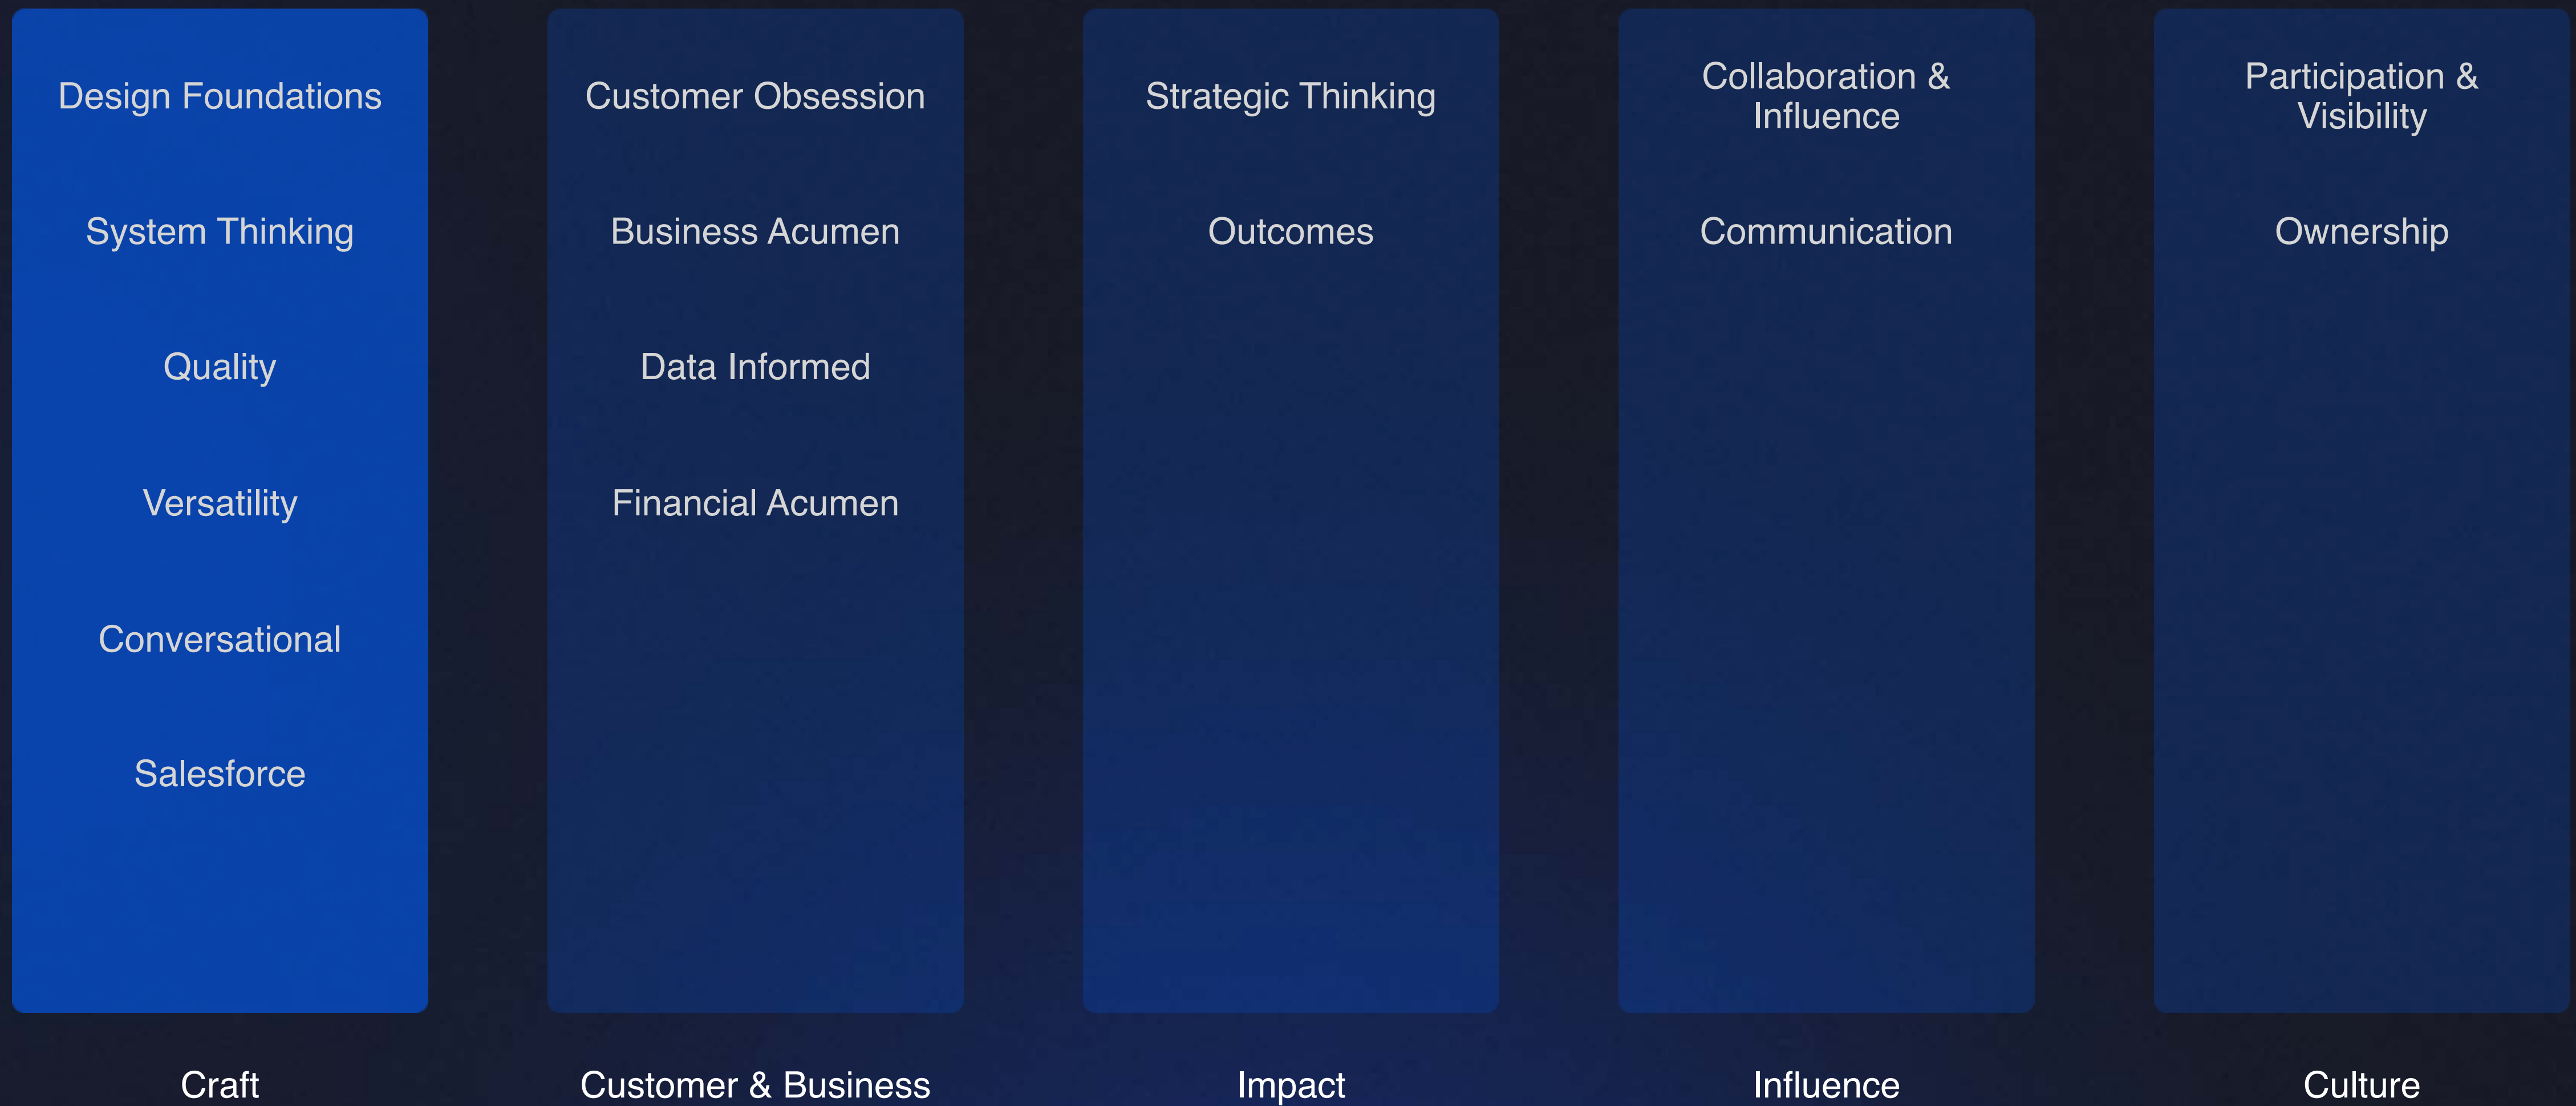 Design Foundations
System Thinking
Quality
Versatility
Conversational
Salesforce
Craft
Customer Obsession
Business Acumen
Data Informed
Financial Acumen
Customer & Business
Strategic Thinking
Outcomes
Impact
Collaboration &
Influence
Communication
Influence
Participation &
Visibility
Ownership
Culture